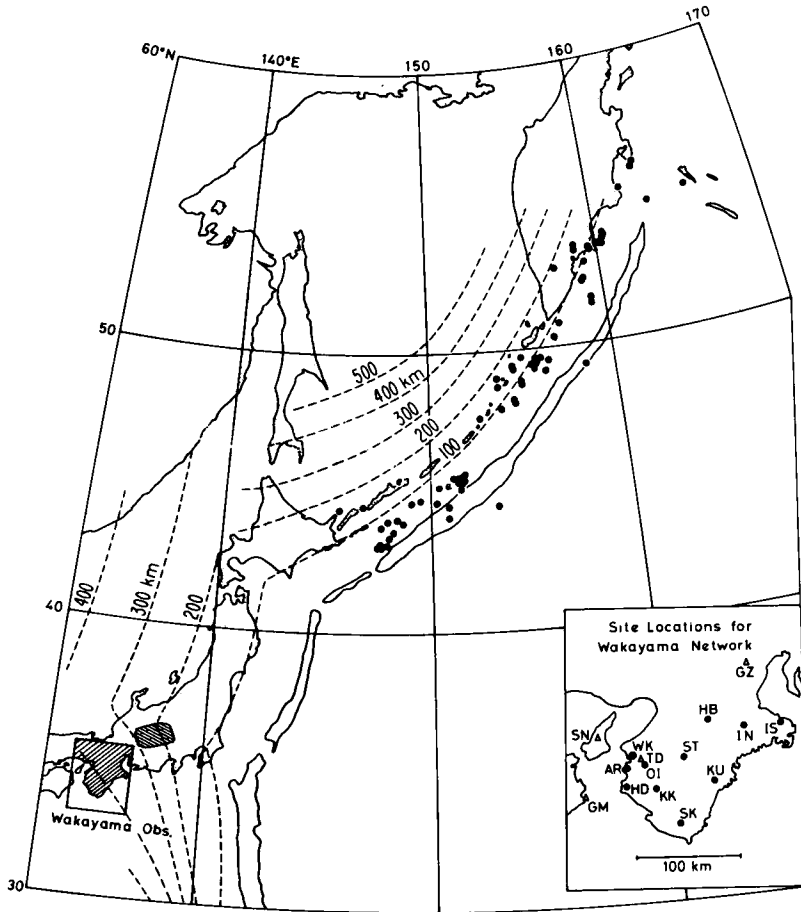 60°N
140°E
150
160
170
50
500
400 km
300
200
100
400
300 km
200
40
30
Wakayama Obs.
Site Locations for
Wakayama Network
GZ
HB
SN
IN
IS
WK
TD
ST
AR
OI
KU
HD
KK
GM
SK
100 km